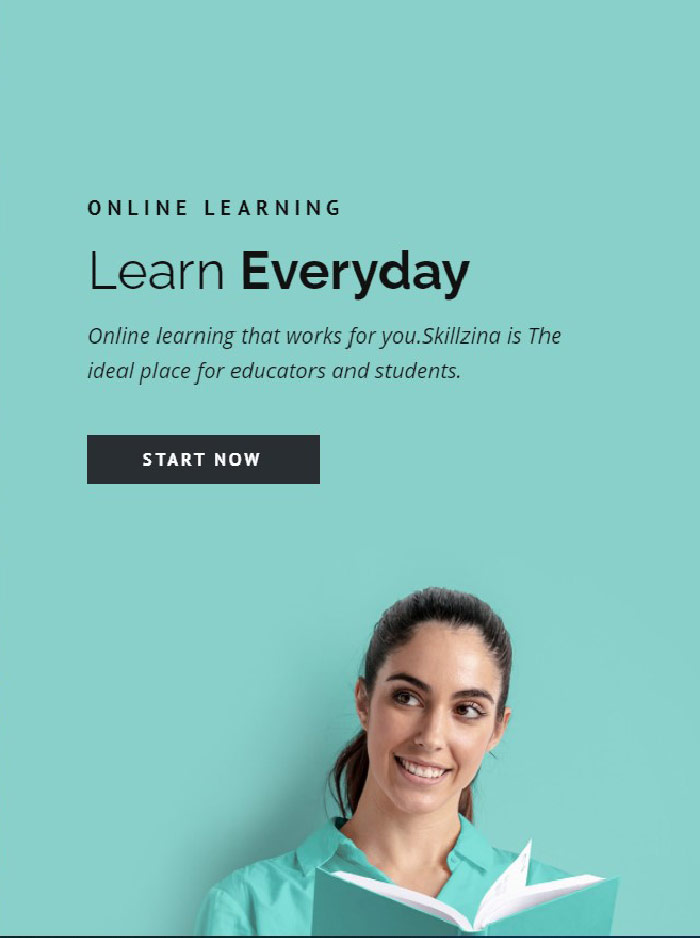 ONLINE LEARNING
Learn Everyday
Online learning that works for you.Skillzina is The
ideal place for educators and students.
START NOW